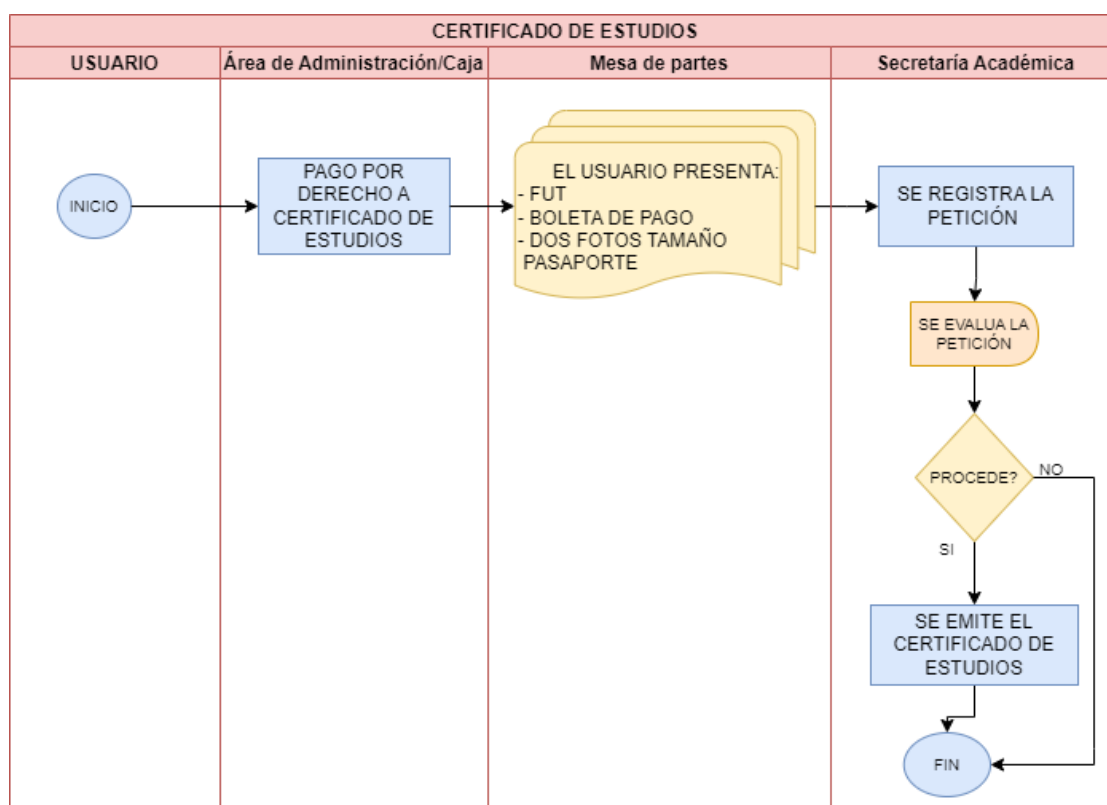 CERTIFICADO DE ESTUDIOS
USUARIO
Área de Administración/Caja
Mesa de partes
Secretaría Académica
INICIO
PAGO POR
DERECHO A
CERTIFICADO DE
ESTUDIOS
EL USUARIO PRESENTA:
- FUT
- BOLETA DE PAGO
- DOS FOTOS TAMAÑO
PASAPORTE
SE REGISTRA LA
PETICIÓN
SE EVALUA LA
PETICIÓN
PROCEDE?
NO
SI
SE EMITE EL
CERTIFICADO DE
ESTUDIOS
FIN